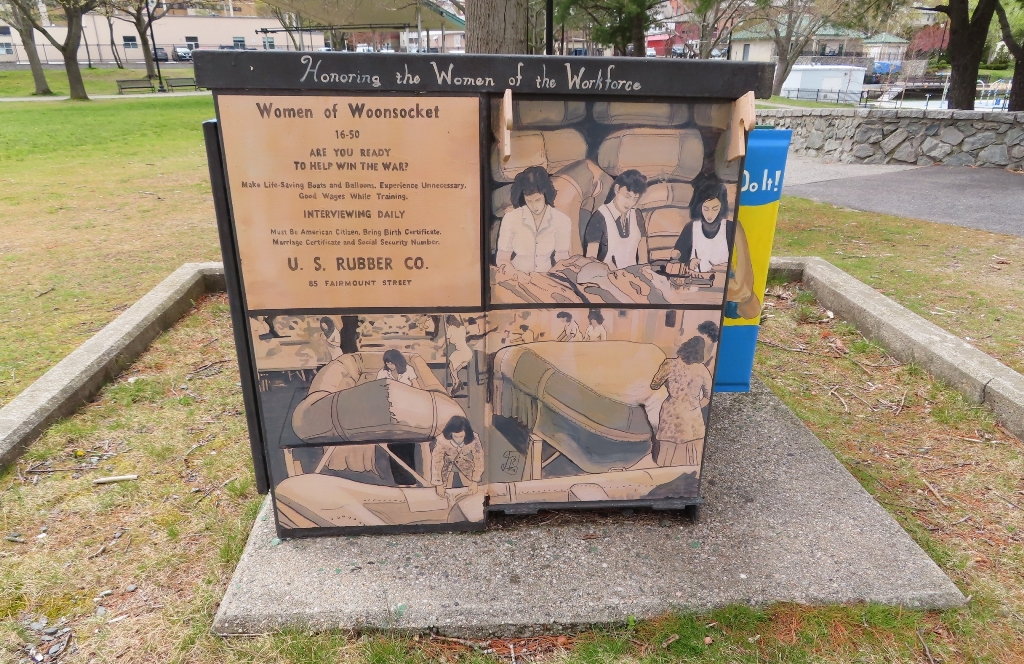 Honoring the Women of the Workforce
Women of Woonsocket
16-50
ARE YOU READY
TO HELP WIN THE WAR?
Make Life-Saving Boats and Balloons, Experience Unnecessary.
Good Wages While Training.
INTERVIEWING DAILY
Must Be American Citizen. Bring Birth Certificate.
Marriage Certificate and Social Security Number.
U. S. RUBBER CO.
85 FAIRMOUNT STREET
Do It!